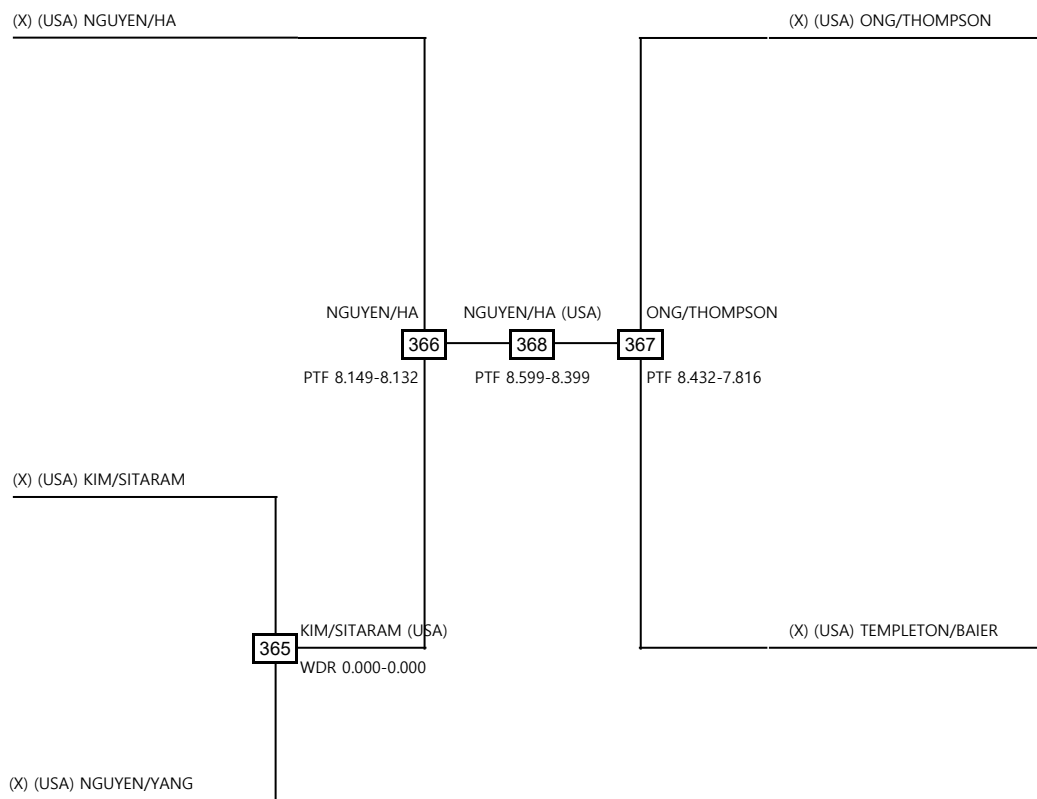 (X) (USA) NGUYEN/HA
(X) (USA) ONG/THOMPSON
NGUYEN/HA
NGUYEN/HA (USA)
ONG/THOMPSON
366
368
367
PTF 8.149-8.132
PTF 8.599-8.399
PTF 8.432-7.816
(X) (USA) KIM/SITARAM
KIM/SITARAM (USA)
(X) (USA) TEMPLETON/BAIER
365
WDR 0.000-0.000
(X) (USA) NGUYEN/YANG